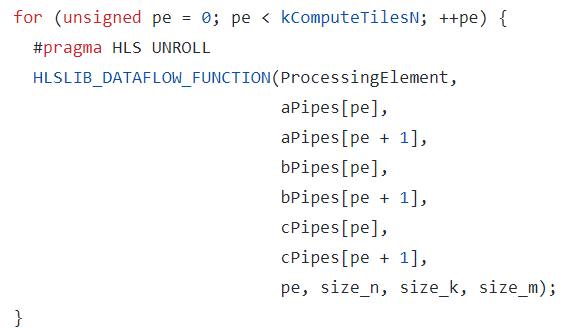 for (unsigned pe = 0; pe < kComputeTilesN; ++pe) {
  #pragma HLS UNROLL
  HLSLIB_DATAFLOW_FUNCTION(ProcessingElement,
                           aPipes[pe],
                           aPipes[pe + 1],
                           bPipes[pe],
                           bPipes[pe + 1],
                           cPipes[pe],
                           cPipes[pe + 1],
                           pe, size_n, size_k, size_m);
}